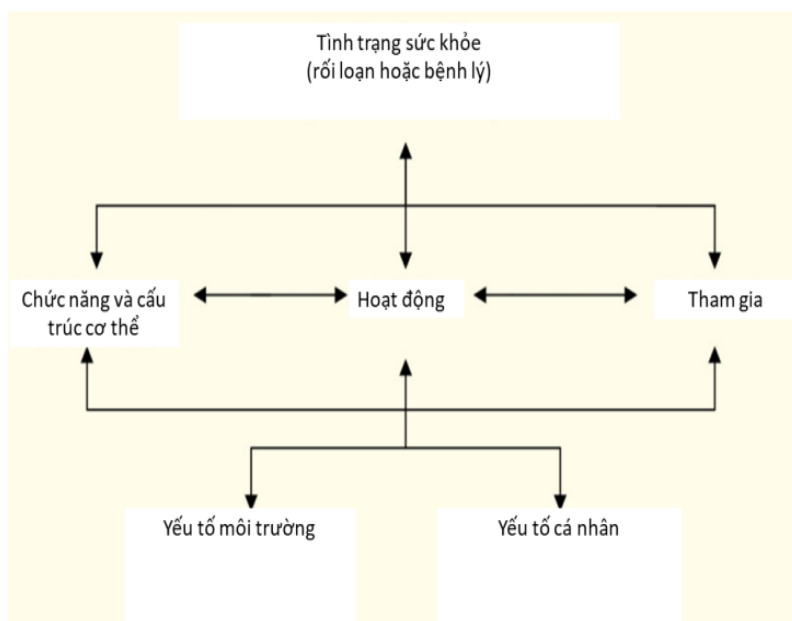 Tình trạng sức khỏe
(rối loạn hoặc bệnh lý)
Chức năng và cấu
trúc cơ thể
Hoạt động
Tham gia
Yếu tố môi trường
Yếu tố cá nhân